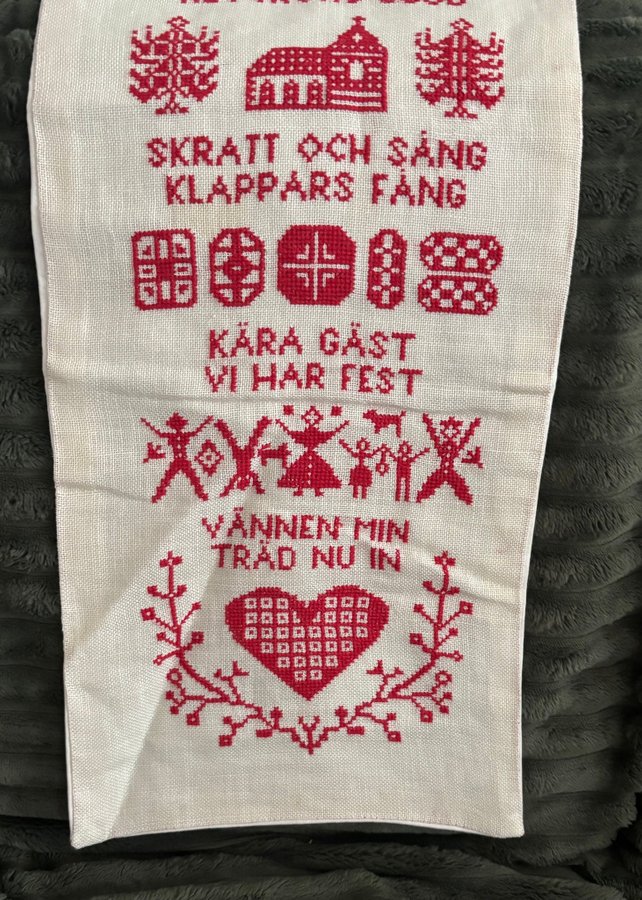 SKRATT OCH SÅNG
KLAPPARS FÅNG
KÄRA GÄST
VI HAR FEST
VÄNNEN MIN
TRÄD NU IN